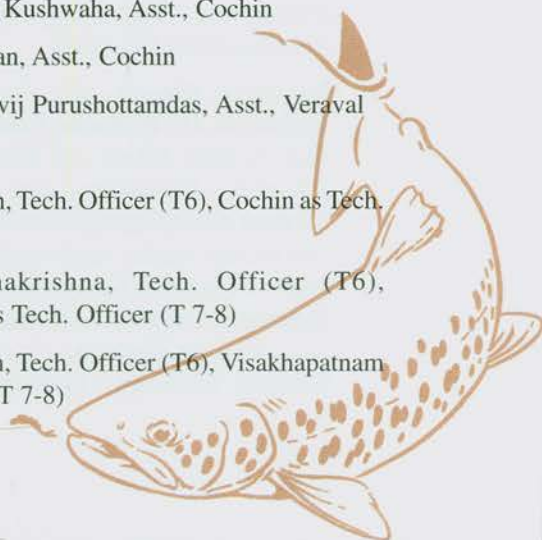 Kushwaha, Asst., Cochin
an, Asst., Cochin
vij Purushottamdas, Asst., Veraval
n, Tech. Officer (T6), Cochin as Tech.
nakrishna, Tech. Officer (T6),
s Tech. Officer (T 7-8)
n, Tech. Officer (T6), Visakhapatnam
T 7-8)